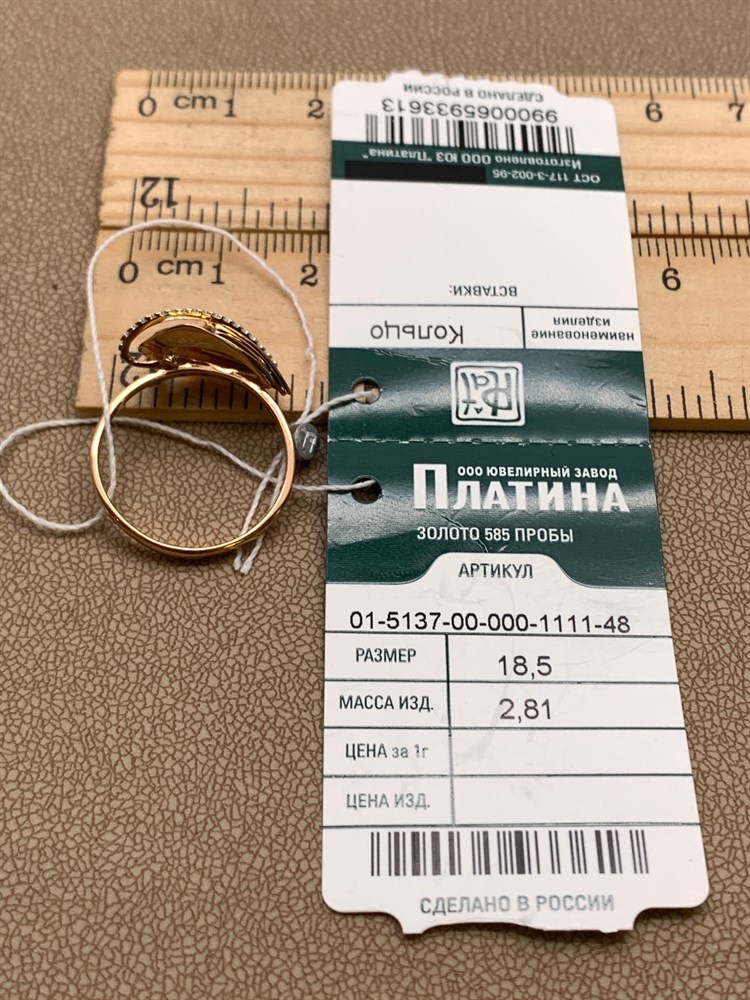 0 cm 1 2 6 7
12
0 cm 1 2 6
СДЕЛАНО В РОССИИ
9900065933613
Изготовлено ООО ЮЗ "Платина"
ОСТ 117-3-002-95
ВСТАВКИ:
наименование
изделия
Кольцо
Plat
ООО ЮВЕЛИРНЫЙ ЗАВОД
ПЛАТИНА
ЗОЛОТО 585 ПРОБЫ
АРТИКУЛ
01-5137-00-000-1111-48
РАЗМЕР 18,5
МАССА ИЗД. 2,81
ЦЕНА за 1г
ЦЕНА ИЗД.
СДЕЛАНО В РОССИИ